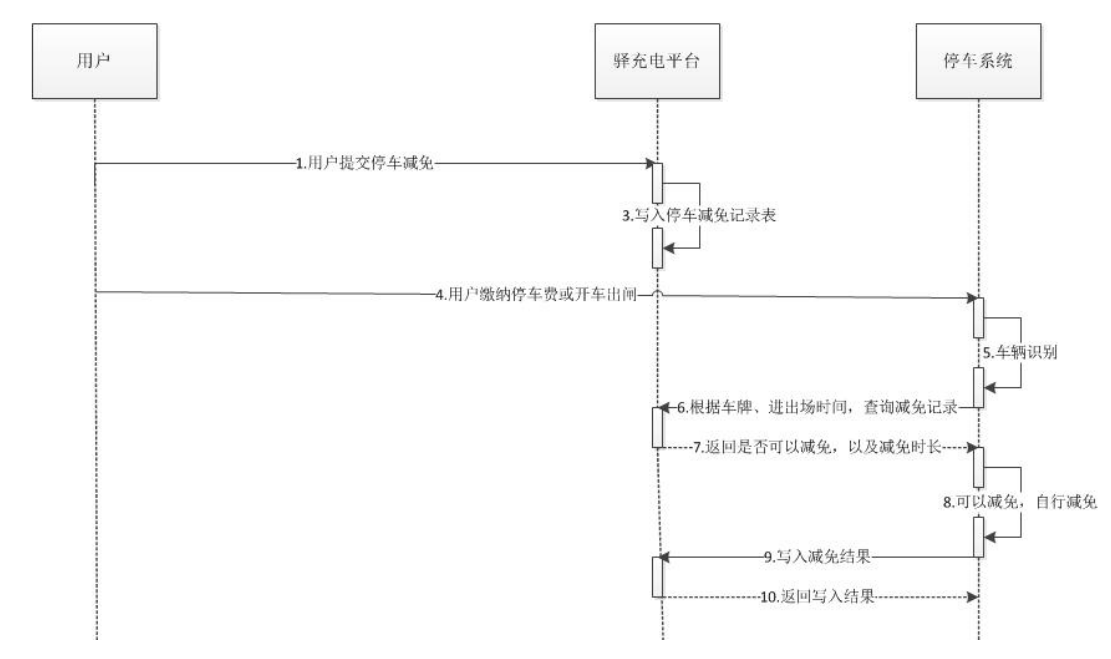 用户
驿充电平台
停车系统
1.用户提交停车减免
3.写入停车减免记录表
4.用户缴纳停车费或开车出闸
5.车辆识别
6.根据车牌、进出场时间，查询减免记录
7.返回是否可以减免，以及减免时长
8.可以减免，自行减免
9.写入减免结果
10.返回写入结果